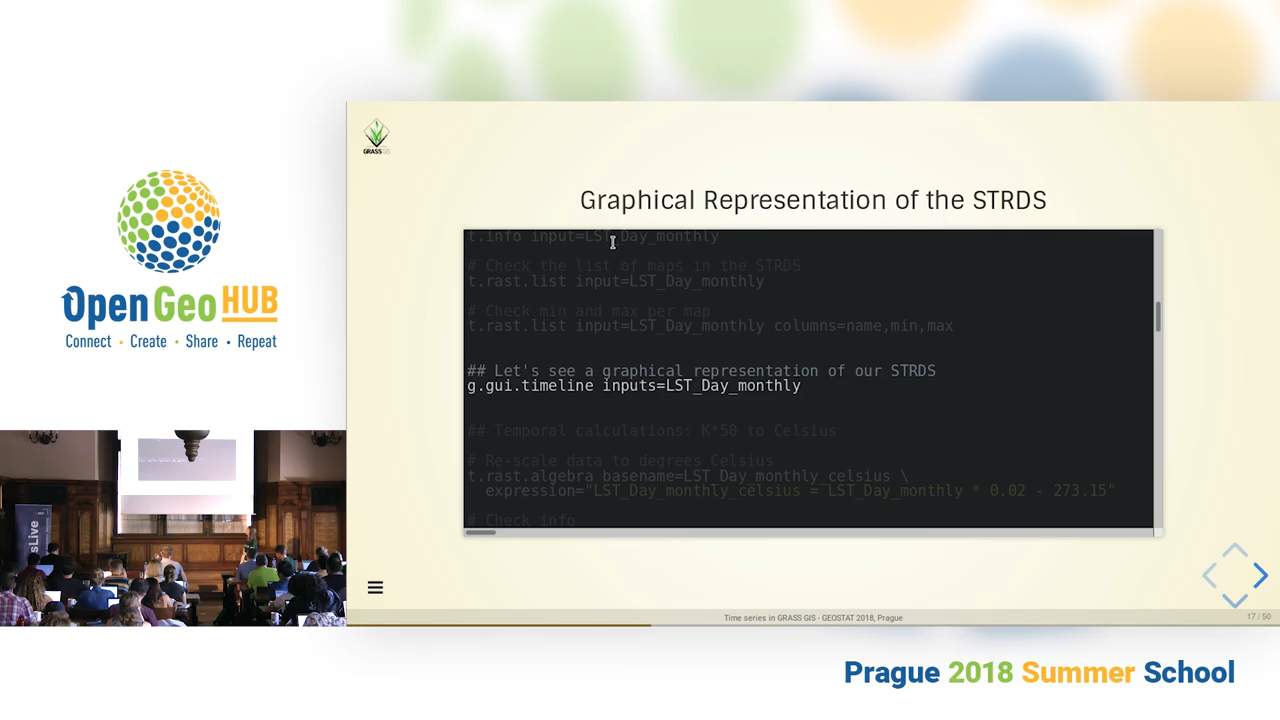 GRASS GIS
Graphical Representation of the STRDS
t.info input=LST_Day_monthly
# Check the list of maps in the STRDS
t.rast.list input=LST_Day_monthly
# Check min and max per map
t.rast.list input=LST_Day_monthly columns=name,min,max
## Let's see a graphical representation of our STRDS
g.gui.timeline inputs=LST_Day_monthly
## Temporal calculations: K*50 to Celsius
# Re-scale data to degrees Celsius
t.rast.algebra basename=LST_Day_monthly_celsius \
expression="LST_Day_monthly_celsius = LST_Day_monthly * 0.02 - 273.15"
# Check info
Time series in GRASS GIS - GEOSTAT 2018, Prague
17 / 50
Open Geo HUB
Connect • Create • Share • Repeat
sLive
Prague 2018 Summer School